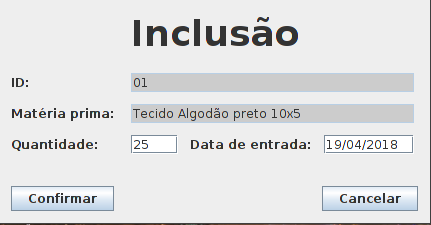 Inclusão
ID: 01
Matéria prima: Tecido Algodão preto 10x5
Quantidade: 25 Data de entrada: 19/04/2018
Confirmar Cancelar